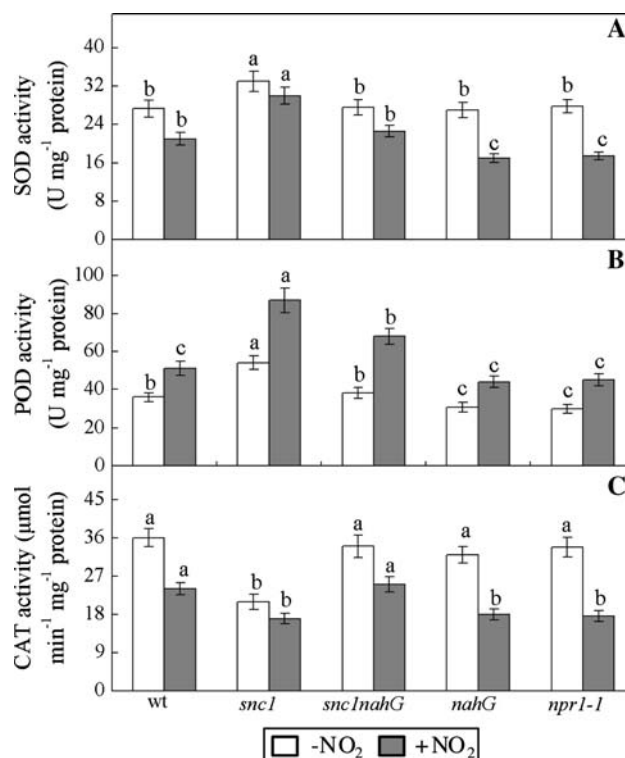 A
SOD activity
(U mg⁻¹ protein)
40
32
24
16
8
0
b b a a b b b c b c
B
POD activity
(U mg⁻¹ protein)
100
80
60
40
20
0
b c a a b b c c c c
C
CAT activity (μmol
min⁻¹ mg⁻¹ protein)
45
36
27
18
9
0
a a b b a a a b a b
wt snc1 snc1nahG nahG npr1-1
-NO₂ +NO₂